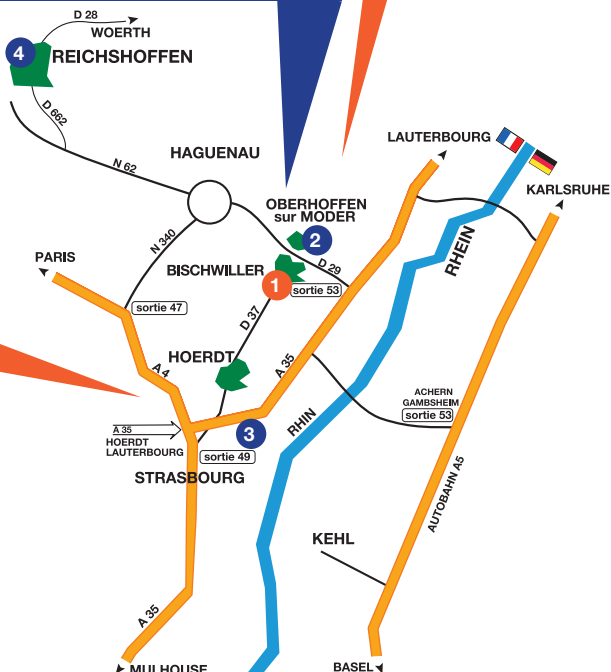 D 28
WOERTH
4
REICHSHOFFEN
D 662
N 62
HAGUENAU
LAUTERBOURG
KARLSRUHE
OBERHOFFEN
sur MODER
2
RHEIN
N 340
PARIS
BISCHWILLER
D 29
1
sortie 53
sortie 47
D 37
HOERDT
A 4
A 35
ACHERN
GAMBSHEIM
sortie 53
RHIN
A 35
HOERDT
LAUTERBOURG
3
sortie 49
STRASBOURG
AUTOBAHN A5
KEHL
A 35
MULHOUSE
BASEL